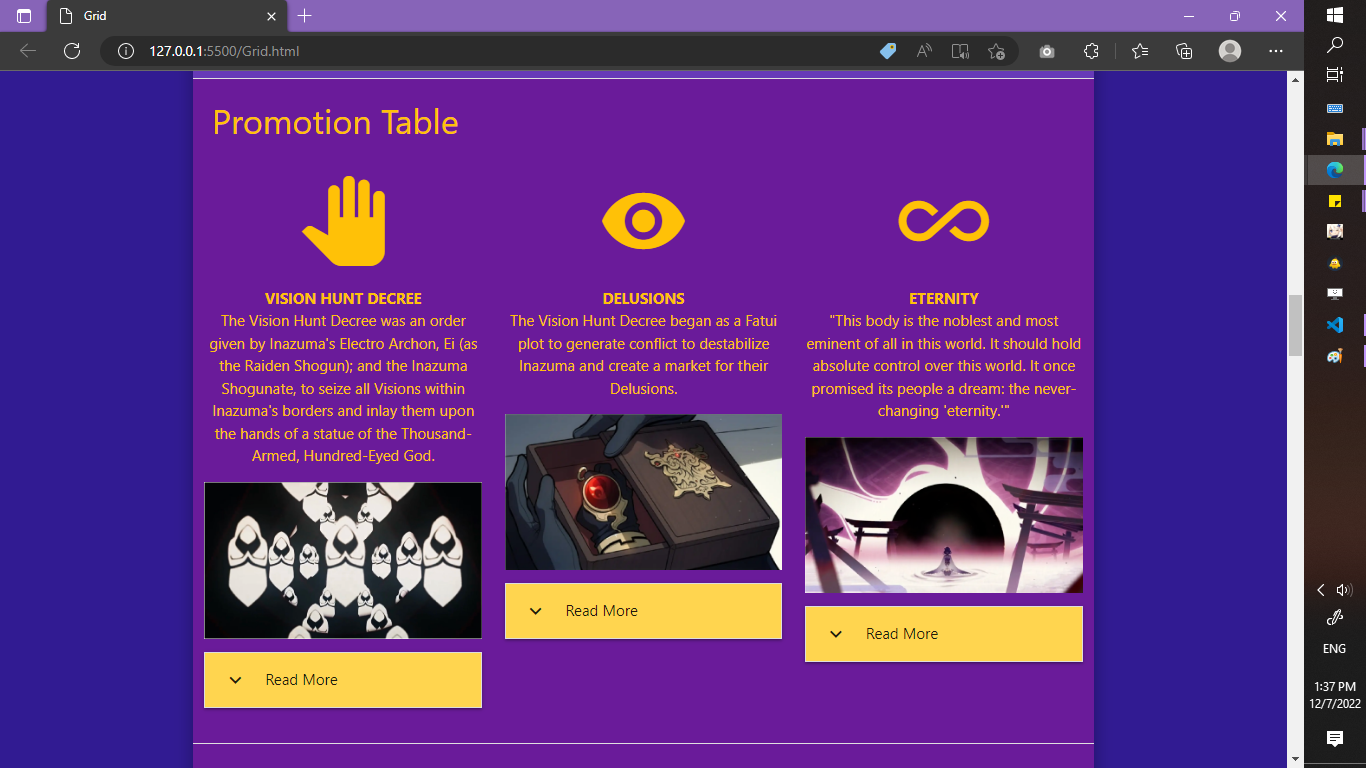 Grid
127.0.0.1:5500/Grid.html
Promotion Table
VISION HUNT DECREE
The Vision Hunt Decree was an order
given by Inazuma's Electro Archon, Ei (as
the Raiden Shogun); and the Inazuma
Shogunate, to seize all Visions within
Inazuma's borders and inlay them upon
the hands of a statue of the Thousand-
Armed, Hundred-Eyed God.
Read More
DELUSIONS
The Vision Hunt Decree began as a Fatui
plot to generate conflict to destabilize
Inazuma and create a market for their
Delusions.
Read More
ETERNITY
"This body is the noblest and most
eminent of all in this world. It should hold
absolute control over this world. It once
promised its people a dream: the never-
changing 'eternity.'"
Read More
ENG
1:37 PM
12/7/2022